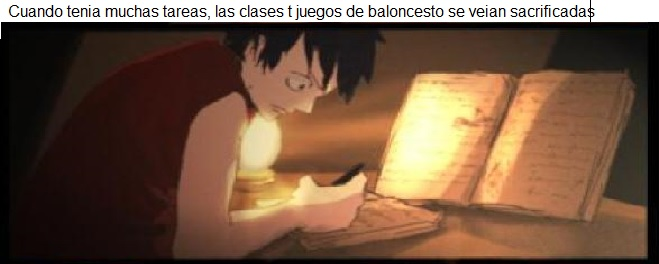 Cuando tenia muchas tareas, las clases t juegos de baloncesto se veian sacrificadas